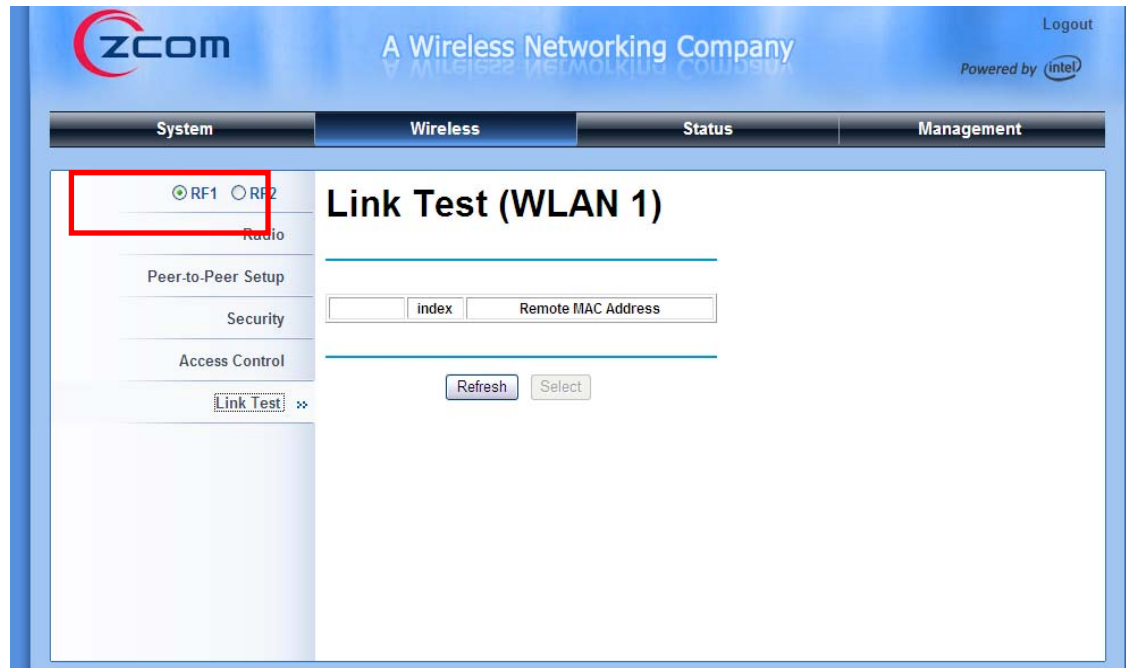 Logout
zcom
A Wireless Networking Company
Powered by intel
System Wireless Status Management
RF1 RF2
Link Test (WLAN 1)
Radio
Peer-to-Peer Setup
index Remote MAC Address
Security
Access Control
Refresh Select
Link Test »